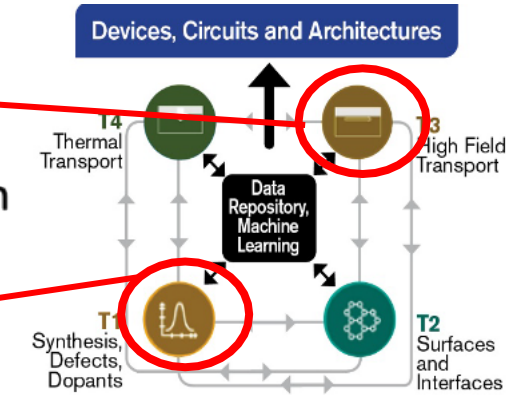 Devices, Circuits and Architectures
T4
Thermal
Transport
T3
High Field
Transport
n
Data
Repository,
Machine
Learning
T1
Synthesis,
Defects,
Dopants
T2
Surfaces
and
Interfaces